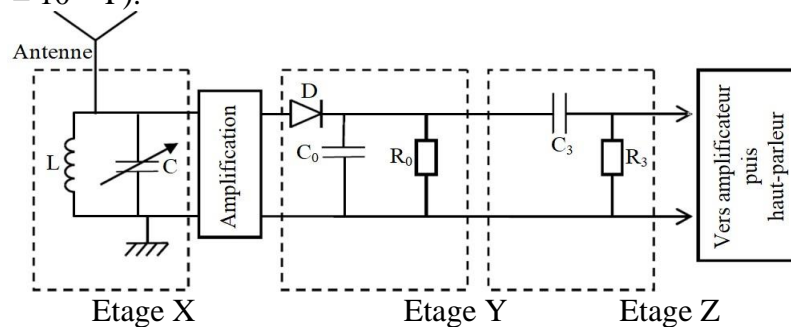 Antenne
L
C
Amplification
D
C₀
R₀
C₃
R₃
Vers amplificateur
puis
haut-parleur
Etage X
Etage Y
Etage Z